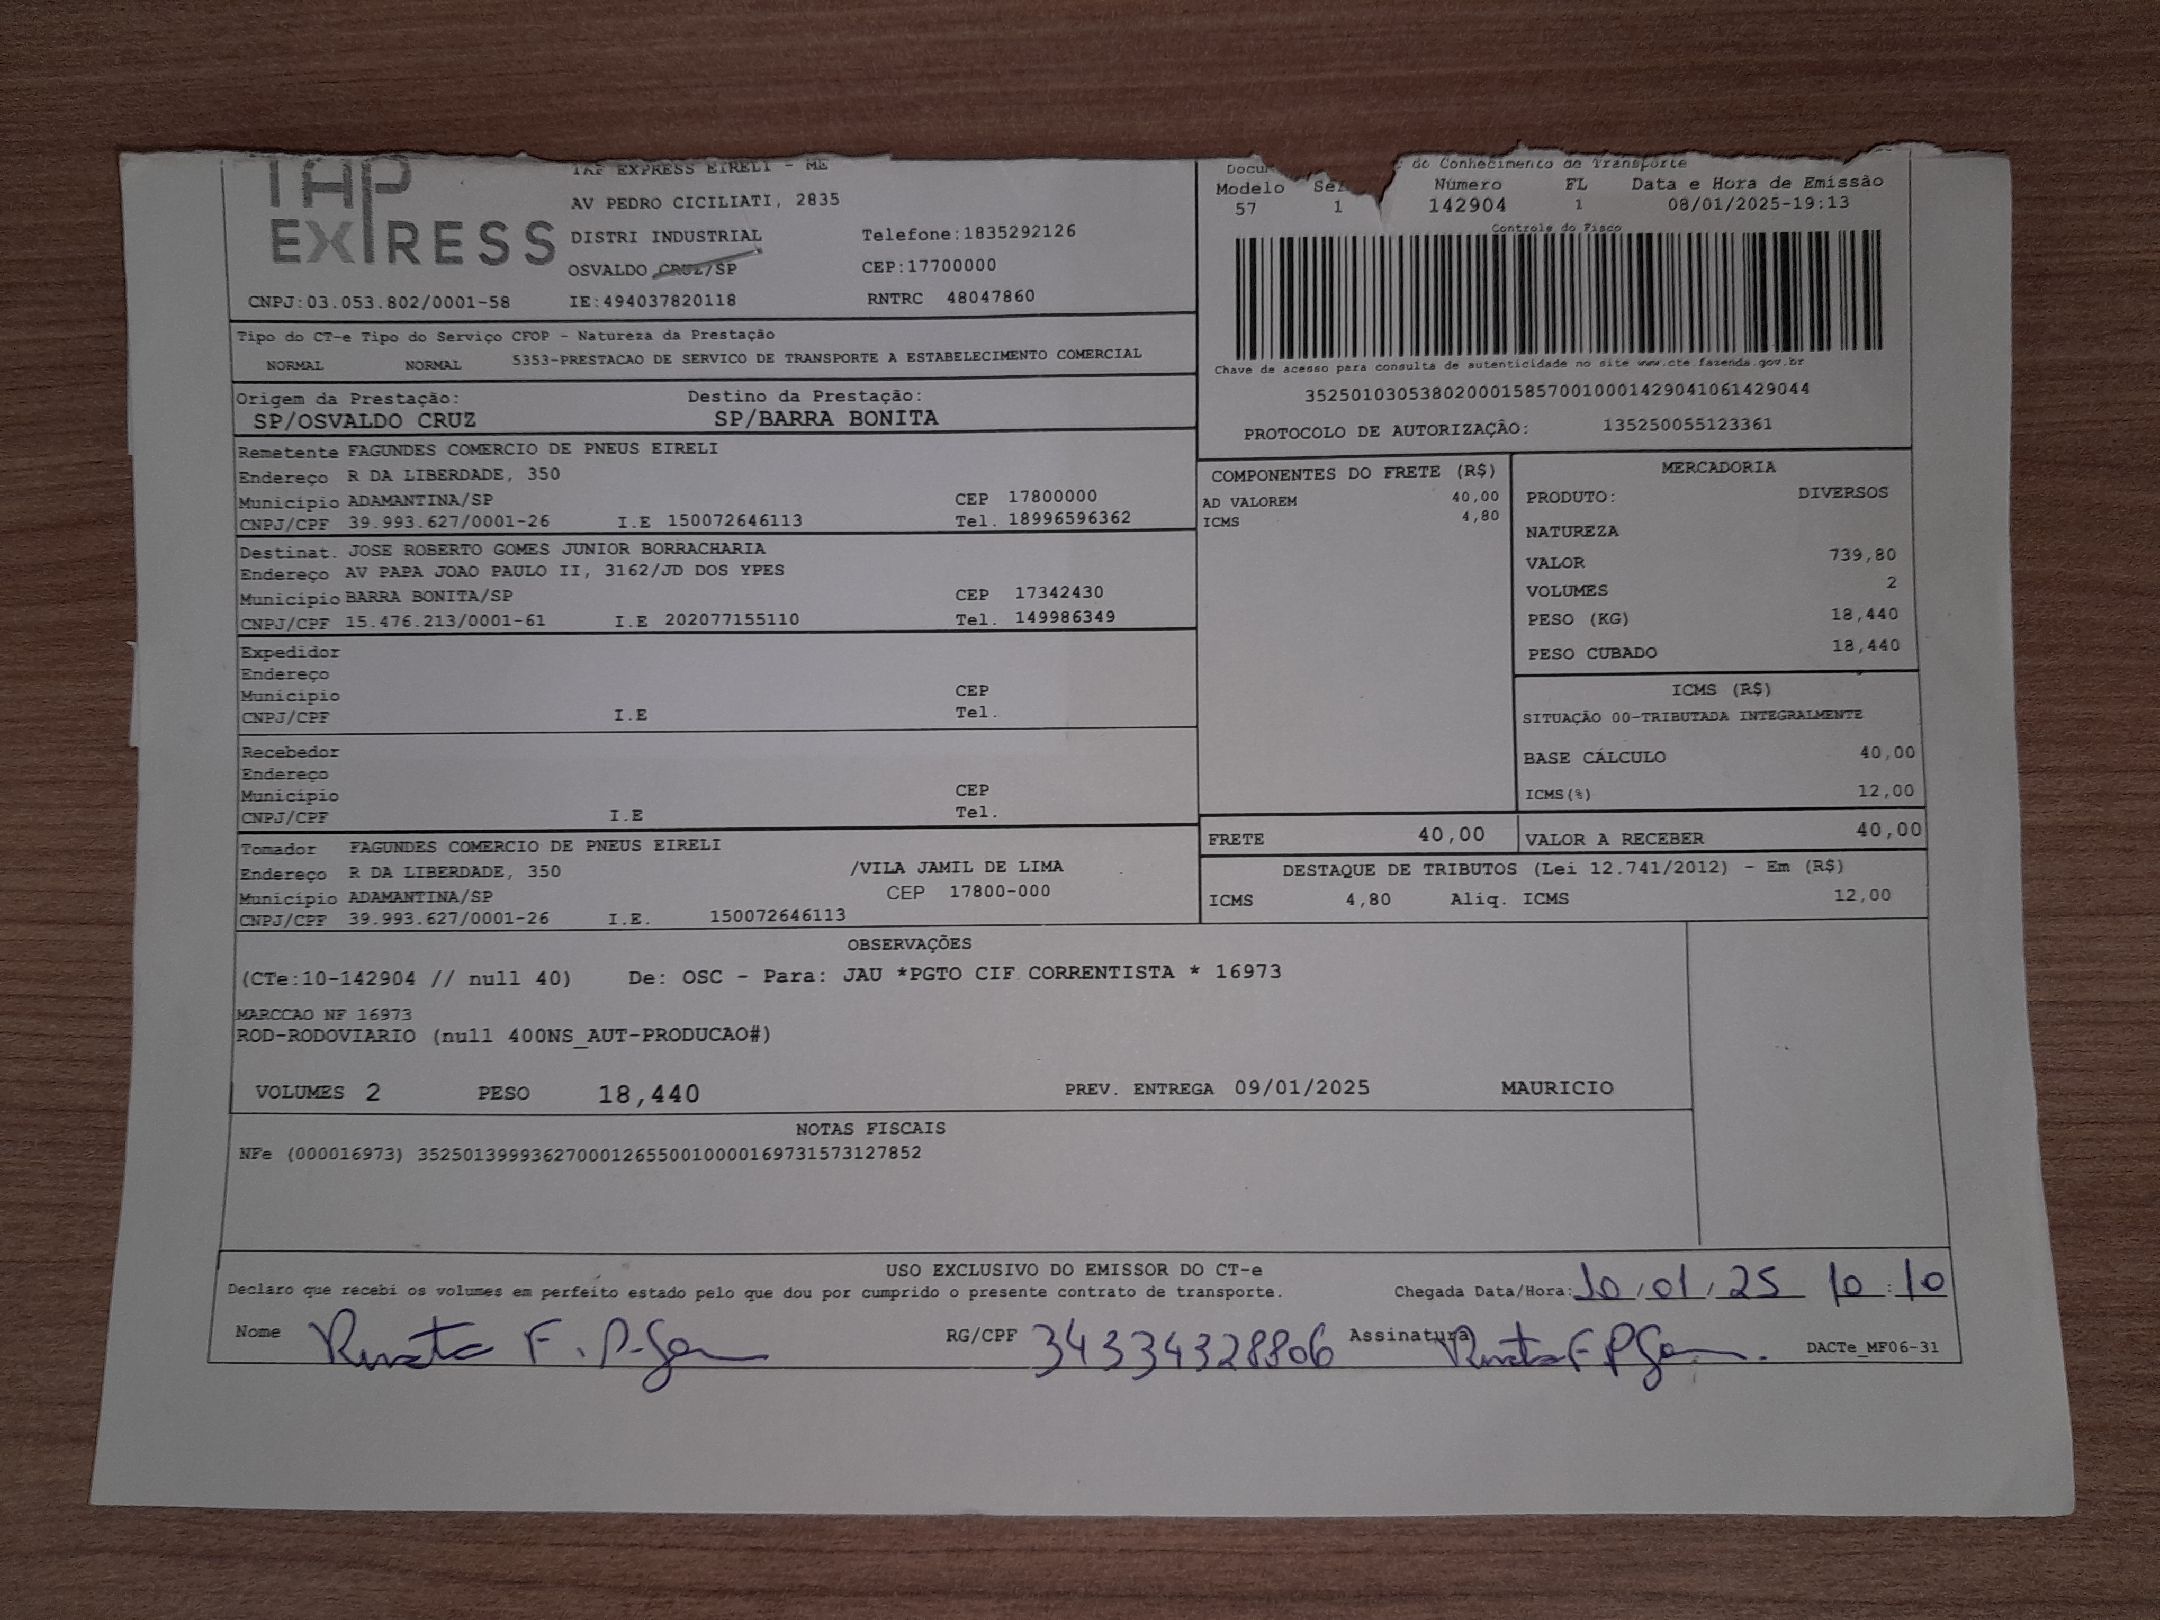 TAP
EXPRESS
TAP EXPRESS EIRELI - ME
AV PEDRO CICILIATI, 2835
DISTRI INDUSTRIAL Telefone:1835292126
OSVALDO CRUZ/SP CEP:17700000
CNPJ:03.053.802/0001-58 IE:494037820118 RNTRC 48047860
do Conhecimento de Transporte
Modelo Número FL Data e Hora de Emissão
57 1 142904 1 08/01/2025-19:13
Controle do Fisco
Chave de acesso para consulta de autenticidade no site www.cte.fazenda.gov.br
35250103053802000158570010001429041061429044
PROTOCOLO DE AUTORIZAÇÃO: 135250055123361
Tipo do CT-e Tipo do Serviço CFOP - Natureza da Prestação
NORMAL NORMAL 5353-PRESTACAO DE SERVICO DE TRANSPORTE A ESTABELECIMENTO COMERCIAL
Origem da Prestação: Destino da Prestação:
SP/OSVALDO CRUZ SP/BARRA BONITA
Remetente FAGUNDES COMERCIO DE PNEUS EIRELI
Endereço R DA LIBERDADE, 350
Município ADAMANTINA/SP CEP 17800000
CNPJ/CPF 39.993.627/0001-26 I.E 150072646113 Tel. 18996596362
Destinat. JOSE ROBERTO GOMES JUNIOR BORRACHARIA
Endereço AV PAPA JOAO PAULO II, 3162/JD DOS YPES
Município BARRA BONITA/SP CEP 17342430
CNPJ/CPF 15.476.213/0001-61 I.E 202077155110 Tel. 149986349
Expedidor
Endereço
Município CEP
CNPJ/CPF I.E Tel.
Recebedor
Endereço
Município CEP
CNPJ/CPF I.E Tel.
Tomador FAGUNDES COMERCIO DE PNEUS EIRELI
Endereço R DA LIBERDADE, 350 /VILA JAMIL DE LIMA
Município ADAMANTINA/SP CEP 17800-000
CNPJ/CPF 39.993.627/0001-26 I.E. 150072646113
COMPONENTES DO FRETE (R$)
AD VALOREM 40,00
ICMS 4,80
MERCADORIA
PRODUTO: DIVERSOS
NATUREZA
VALOR 739,80
VOLUMES 2
PESO (KG) 18,440
PESO CUBADO 18,440
ICMS (R$)
SITUAÇÃO 00-TRIBUTADA INTEGRALMENTE
BASE CÁLCULO 40,00
ICMS(%) 12,00
FRETE 40,00 VALOR A RECEBER 40,00
DESTAQUE DE TRIBUTOS (Lei 12.741/2012) - Em (R$)
ICMS 4,80 Aliq. ICMS 12,00
OBSERVAÇÕES
(CTe:10-142904 // null 40) De: OSC - Para: JAU *PGTO CIF CORRENTISTA * 16973
MARCCAO NF 16973
ROD-RODOVIARIO (null 400NS_AUT-PRODUCAO#)
VOLUMES 2 PESO 18,440 PREV. ENTREGA 09/01/2025 MAURICIO
NOTAS FISCAIS
NFe (000016973) 35250139993627000126550010000169731573127852
USO EXCLUSIVO DO EMISSOR DO CT-e
Declaro que recebi os volumes em perfeito estado pelo que dou por cumprido o presente contrato de transporte. Chegada Data/Hora: 10/01/25 10:10
Nome Renata F. RG/CPF 34334328806 Assinatura Renata F DACTe_MF06-31